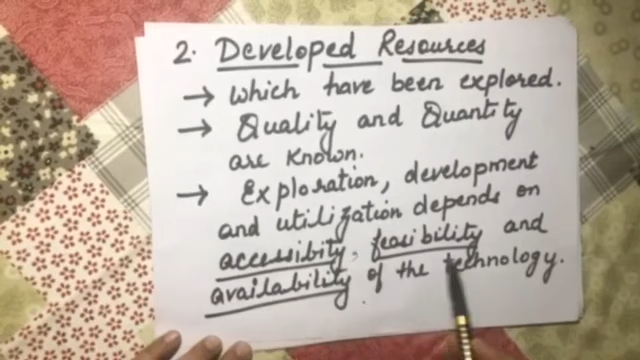 2. Developed Resources
→ Which have been explored.
→ Quality and Quantity
are Known.
→ Exploration, development
and utilization depends on
accessibity, feasibility and
availability of the technology.